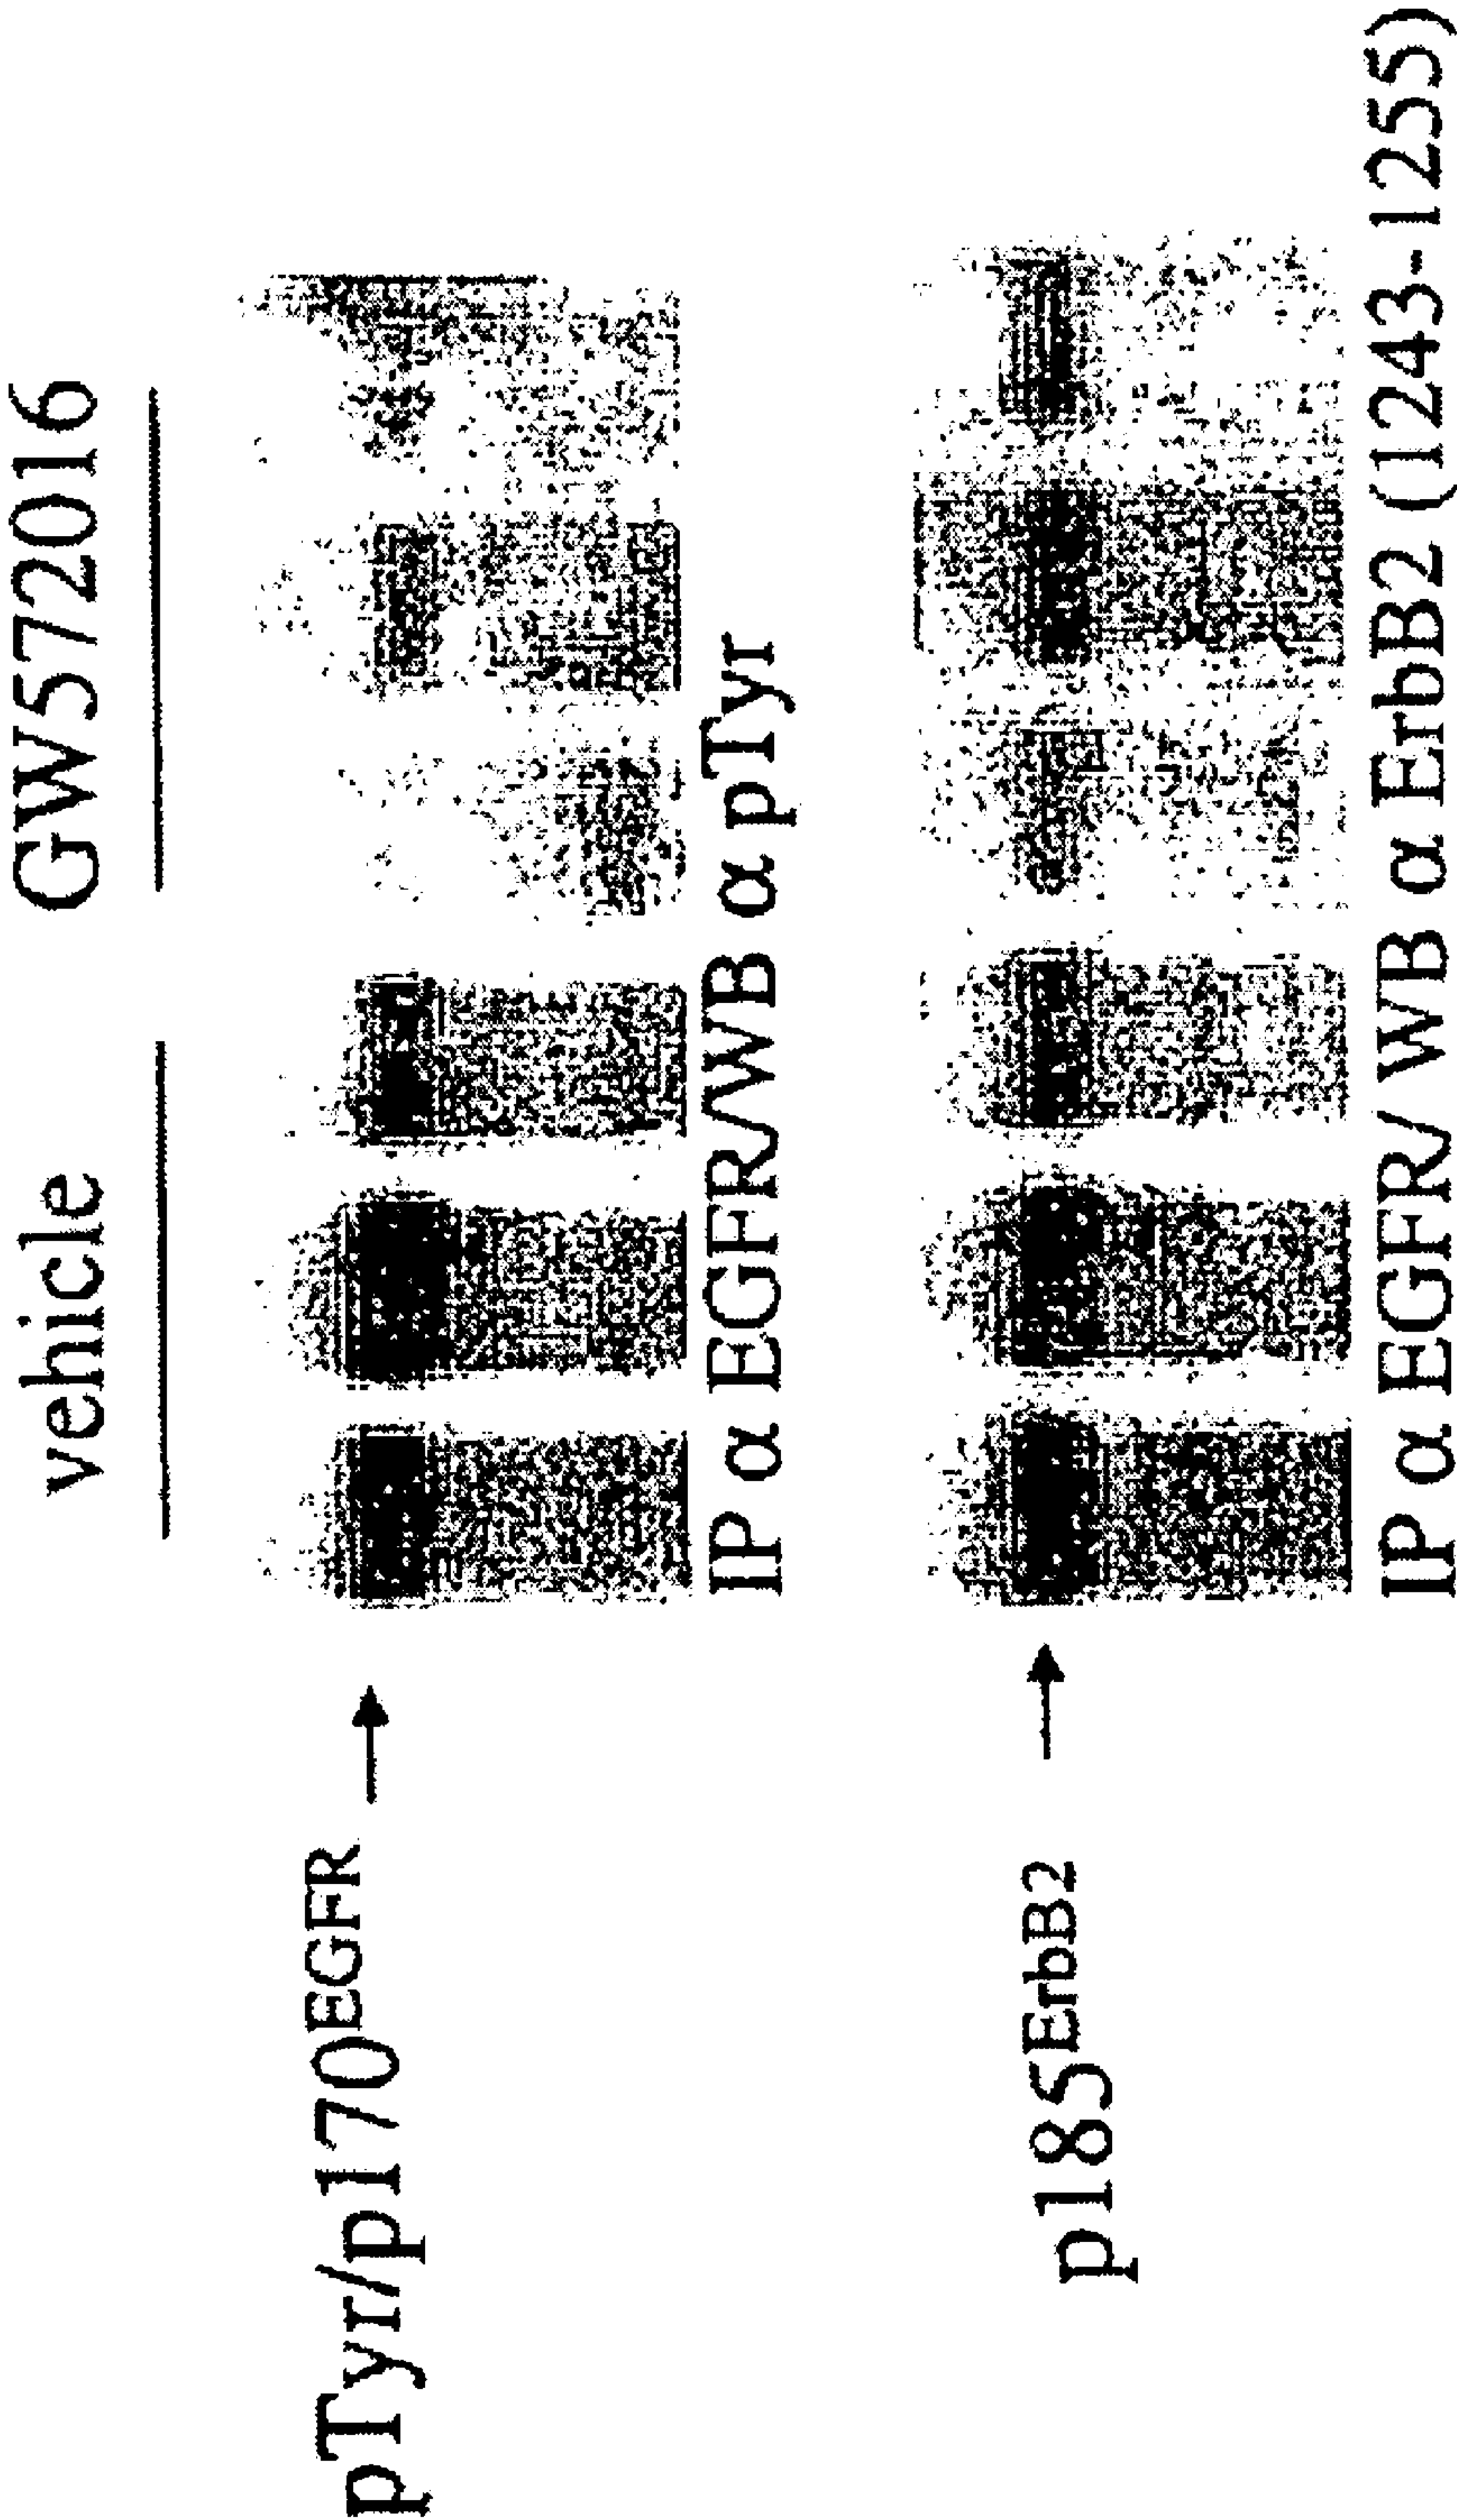 vehicle GW572016
pTyr/p170EGFR
IP α EGFR/WB α pTyr
p185ErbB2
IP α EGFR/ WB α ErbB2 (1243-1255)